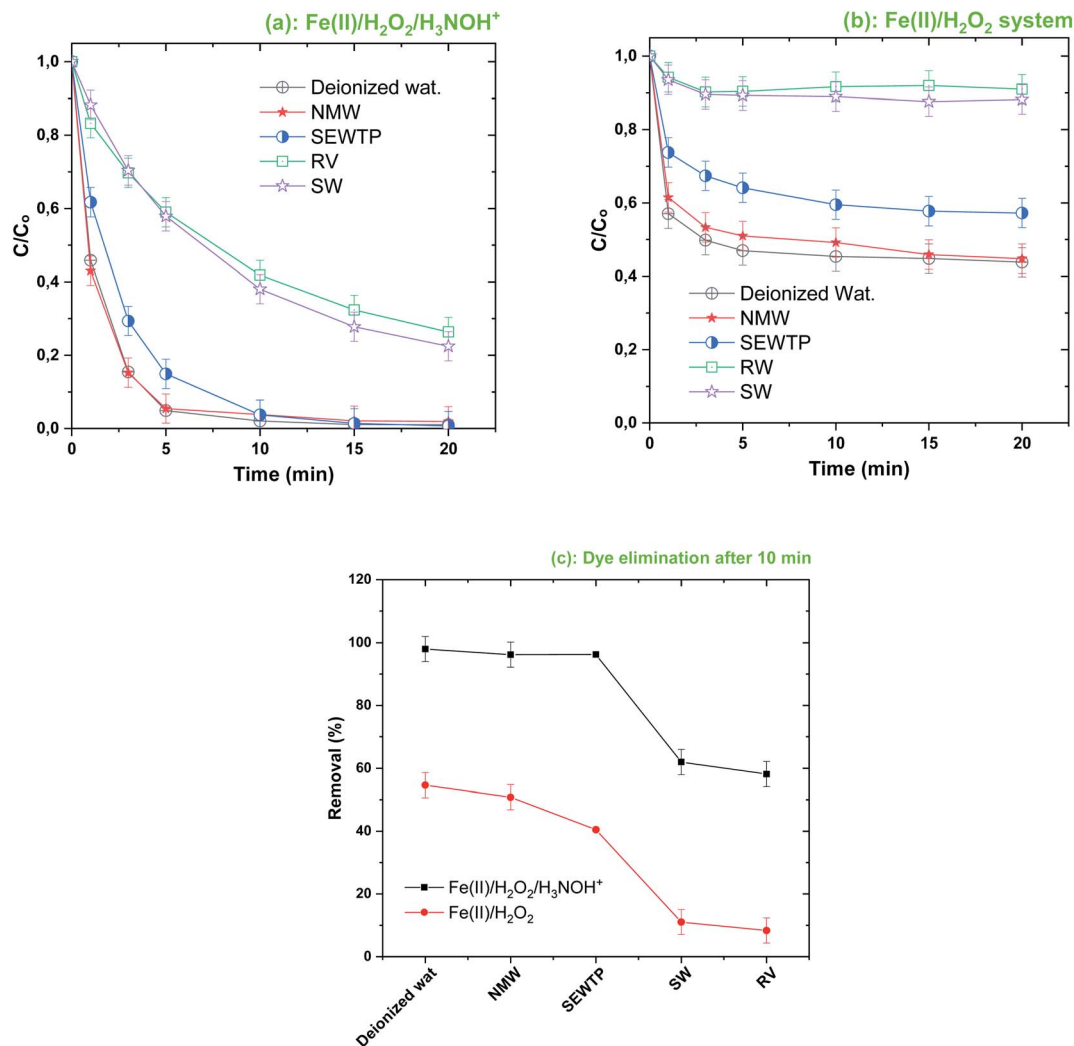 (a): Fe(II)/H₂O₂/H₃NOH⁺
1,0
0,8
0,6
0,4
0,2
0,0
C/Cₒ
0
5
10
15
20
Time (min)
Deionized wat.
NMW
SEWTP
RV
SW
(b): Fe(II)/H₂O₂ system
1,0
0,8
0,6
0,4
0,2
0,0
C/Cₒ
0
5
10
15
20
Time (min)
Deionized Wat.
NMW
SEWTP
RW
SW
(c): Dye elimination after 10 min
120
100
80
60
40
20
0
Removal (%)
Fe(II)/H₂O₂/H₃NOH⁺
Fe(II)/H₂O₂
Deionized wat
NMW
SEWTP
SW
RV